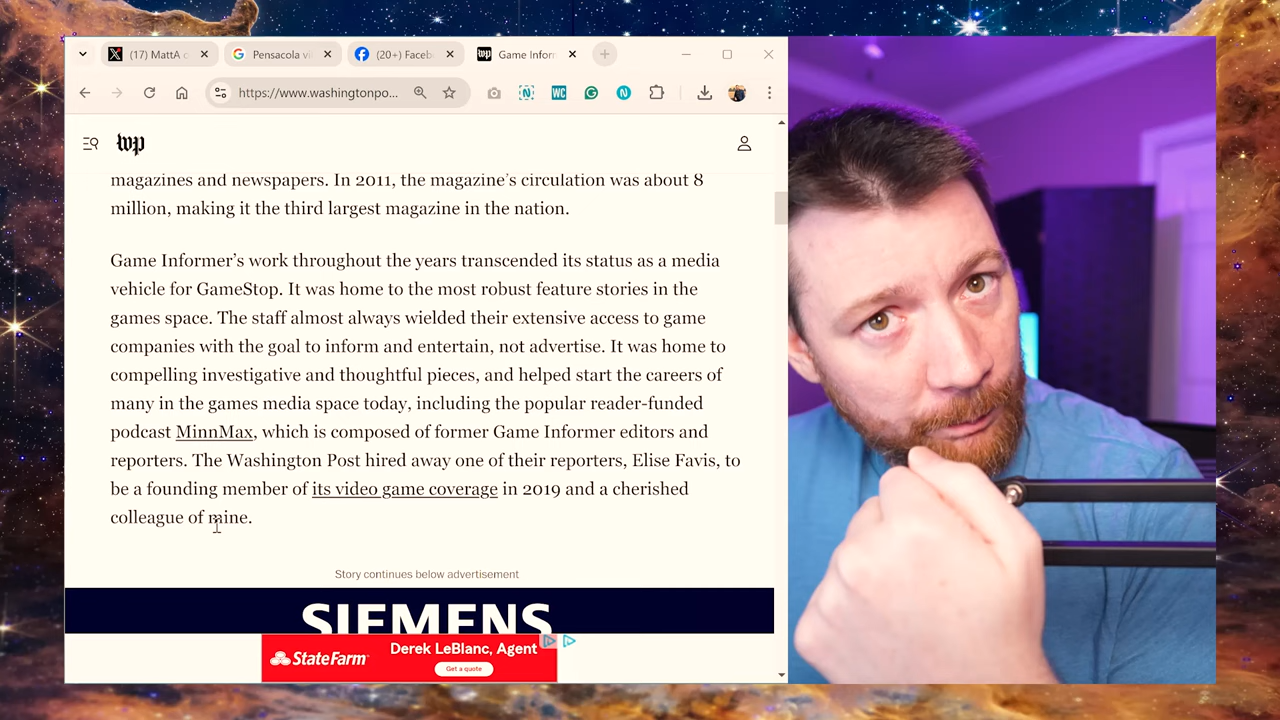 (17) MattA
Pensacola vi
(20+) Faceb
wp Game Infor
https://www.washingtonpo...
WC
wp
magazines and newspapers. In 2011, the magazine's circulation was about 8
million, making it the third largest magazine in the nation.
Game Informer's work throughout the years transcended its status as a media
vehicle for GameStop. It was home to the most robust feature stories in the
games space. The staff almost always wielded their extensive access to game
companies with the goal to inform and entertain, not advertise. It was home to
compelling investigative and thoughtful pieces, and helped start the careers of
many in the games media space today, including the popular reader-funded
podcast MinnMax, which is composed of former Game Informer editors and
reporters. The Washington Post hired away one of their reporters, Elise Favis, to
be a founding member of its video game coverage in 2019 and a cherished
colleague of mine.
Story continues below advertisement
SIEMENS
StateFarm
Derek LeBlanc, Agent
Get a quote